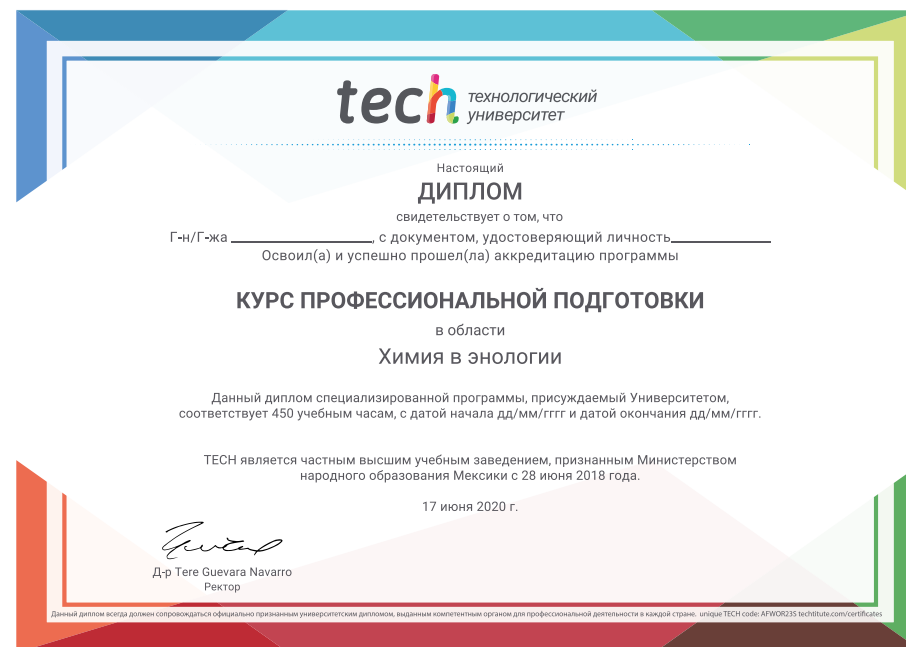 tech технологический
университет
Настоящий
ДИПЛОМ
свидетельствует о том, что
Г-н/Г-жа ____________________, с документом, удостоверяющий личность______________
Освоил(а) и успешно прошел(ла) аккредитацию программы
КУРС ПРОФЕССИОНАЛЬНОЙ ПОДГОТОВКИ
в области
Химия в энологии
Данный диплом специализированной программы, присуждаемый Университетом,
соответствует 450 учебным часам, с датой начала дд/мм/гггг и датой окончания дд/мм/гггг.
TECH является частным высшим учебным заведением, признанным Министерством
народного образования Мексики с 28 июня 2018 года.
17 июня 2020 г.
Д-р Tere Guevara Navarro
Ректор
Данный диплом всегда должен сопровождаться официально признанным университетским дипломом, выданным компетентным органом для профессиональной деятельности в каждой стране. unique TECH code: AFWOR23S techtitute.com/certificates